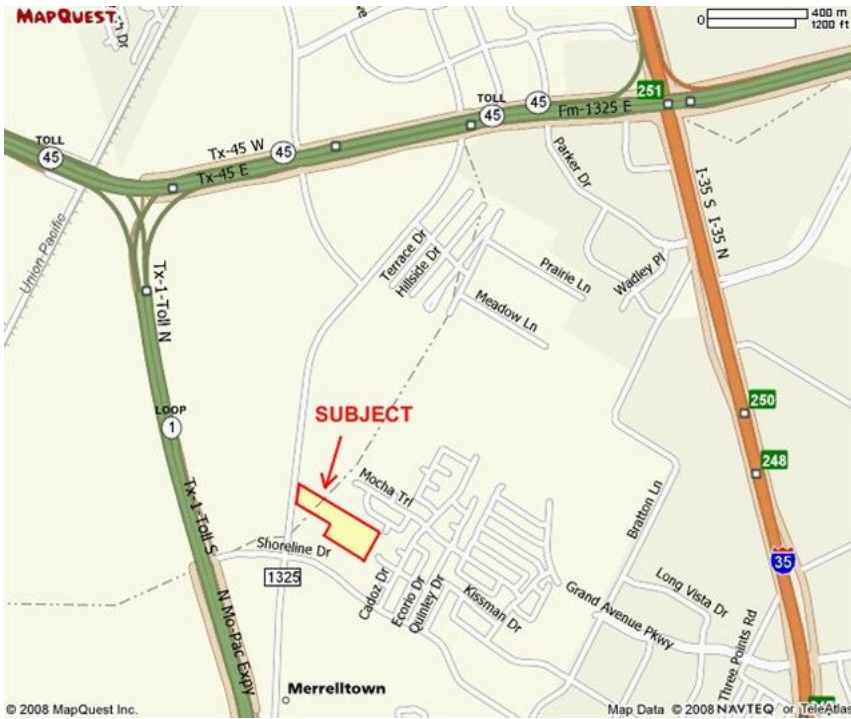 MAPQUEST
400 m
0
1200 ft
251
TOLL
45
45
Fm-1325 E
TOLL
45
Tx-45 W
45
Tx-45 E
Parker Dr
I-35 S I-35 N
Union Pacific
Tx-1-Toll N
Terrace Dr
Hillside Dr
Prairie Ln
Wadley Pl
Meadow Ln
250
LOOP
1
SUBJECT
248
Mocha Trl
Bratton Ln
Tx-1-Toll S
Shoreline Dr
1325
35
Cadoz Dr
Ecorio Dr
Quinley Dr
Kissman Dr
Long Vista Dr
Grand Avenue Pkwy
Three Points Rd
N Mo-Pac Expy
Merrelltown
© 2008 MapQuest Inc.
Map Data © 2008 NAVTEQ or TeleAtlas